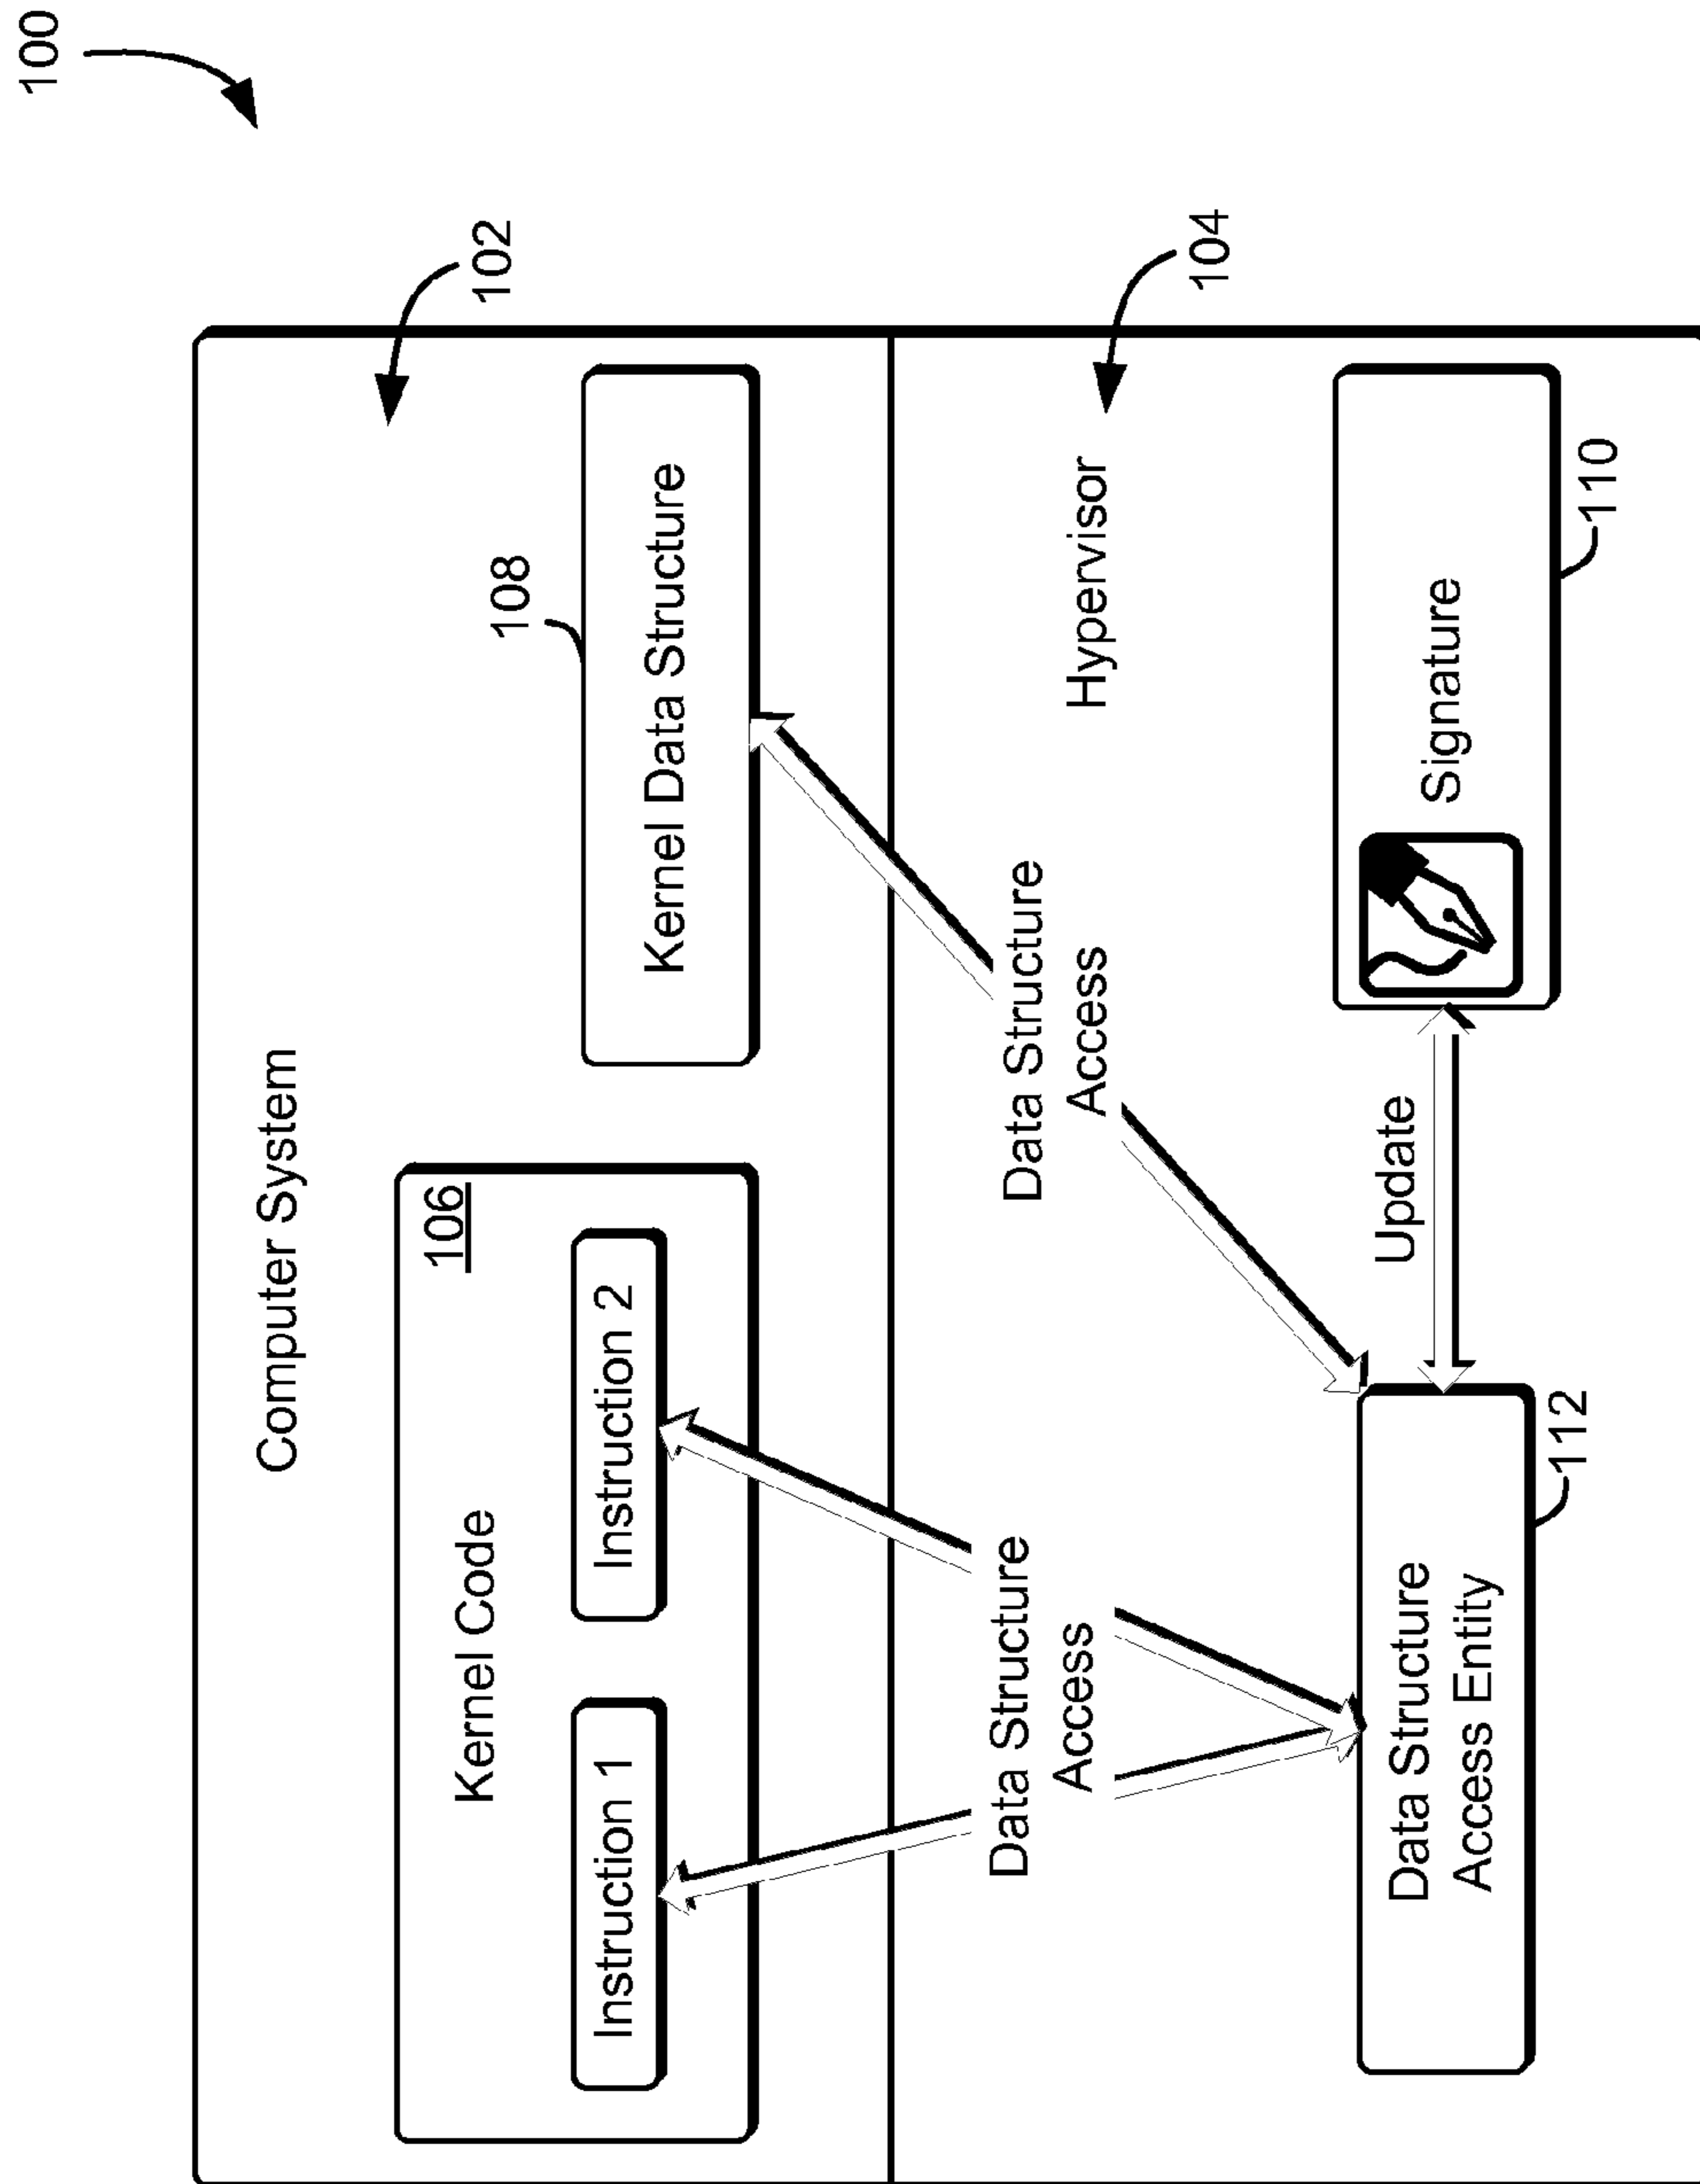 100
Computer System
102
Kernel Code
106
Instruction 1
Instruction 2
108
Kernel Data Structure
Data Structure
Access
Data Structure
Access
Hypervisor
104
Data Structure
Access Entity
112
Update
Signature
110